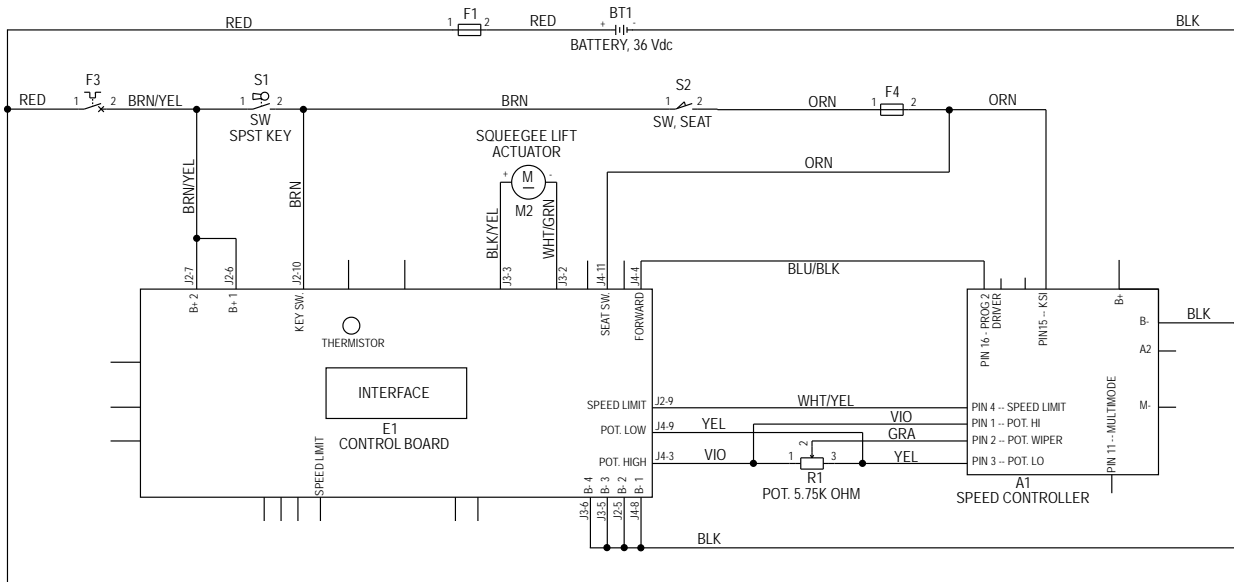 RED
F1
1 2
RED
BT1
+ -
BATTERY, 36 Vdc
BLK
RED
F3
1 2
BRN/YEL
S1
1 2
SW
SPST KEY
BRN
S2
1 2
SW, SEAT
ORN
F4
1 2
ORN
SQUEEGEE LIFT
ACTUATOR
+ M -
M2
ORN
BRN/YEL
BRN
BLK/YEL
WHT/GRN
BLU/BLK
J2-7
J2-6
J2-10
J3-3
J3-2
J4-11
J4-4
B+ 2
B+ 1
KEY SW.
SEAT SW.
FORWARD
PIN 16 - PROG 2
DRIVER
PIN15 -- KSI
B+
B-
BLK
A2
M-
THERMISTOR
INTERFACE
E1
CONTROL BOARD
SPEED LIMIT
SPEED LIMIT
J2-9
WHT/YEL
PIN 4 -- SPEED LIMIT
VIO
PIN 1 -- POT. HI
POT. LOW
J4-9
YEL
GRA
PIN 2 -- POT. WIPER
POT. HIGH
J4-3
VIO
1 2 3
YEL
PIN 3 -- POT. LO
PIN 11 -- MULTIMODE
R1
POT. 5.75K OHM
A1
SPEED CONTROLLER
B- 4
B- 3
B- 2
B- 1
J3-6
J3-5
J2-5
J4-8
BLK